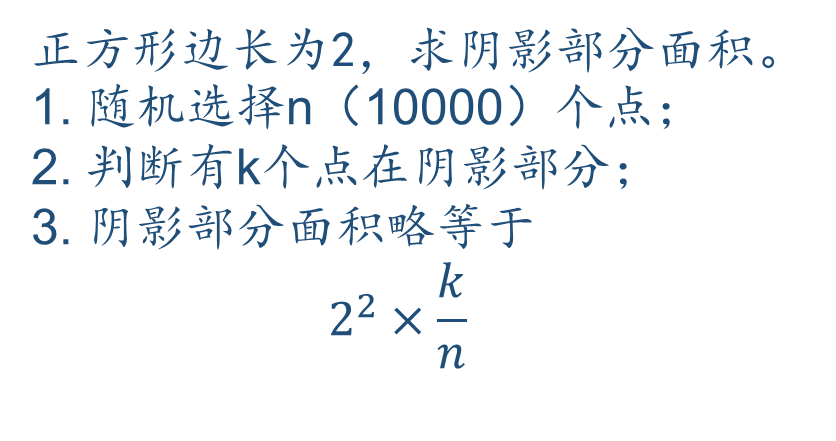 正方形边长为2，求阴影部分面积。
1. 随机选择n（10000）个点；
2. 判断有k个点在阴影部分；
3. 阴影部分面积略等于
2² × k/n